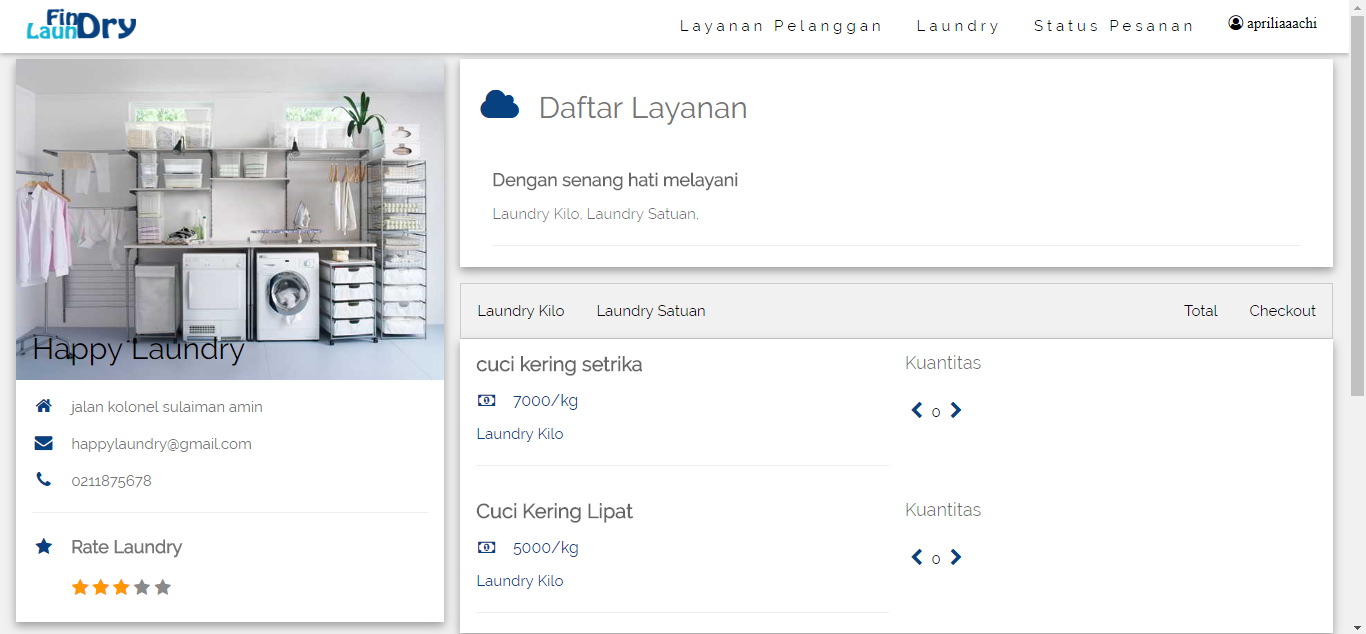 Fin
LaunDry
Layanan Pelanggan
Laundry
Status Pesanan
apriliaaachi
Happy Laundry
jalan kolonel sulaiman amin
happylaundry@gmail.com
0211875678
Rate Laundry
Daftar Layanan
Dengan senang hati melayani
Laundry Kilo, Laundry Satuan,
Laundry Kilo
Laundry Satuan
Total
Checkout
cuci kering setrika
7000/kg
Laundry Kilo
Kuantitas
0
Cuci Kering Lipat
5000/kg
Laundry Kilo
Kuantitas
0